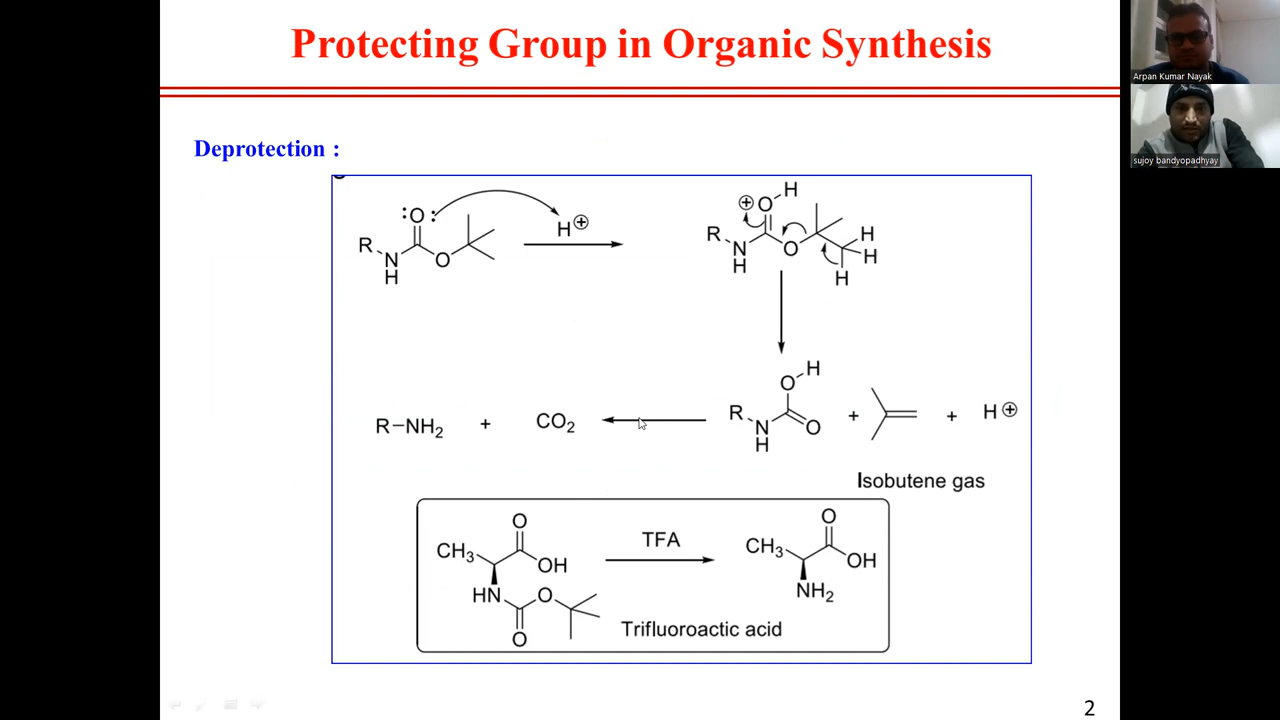 Protecting Group in Organic Synthesis
Arpan Kumar Nayak
sujoy bandyopadhyay
Deprotection :
R N H :O: O H⊕
R N H ⊕ O H O H H H
R N H O H O + + H⊕
R–NH₂ + CO₂
Isobutene gas
CH₃ O OH HN O O
TFA
CH₃ O OH NH₂
Trifluoroactic acid
2